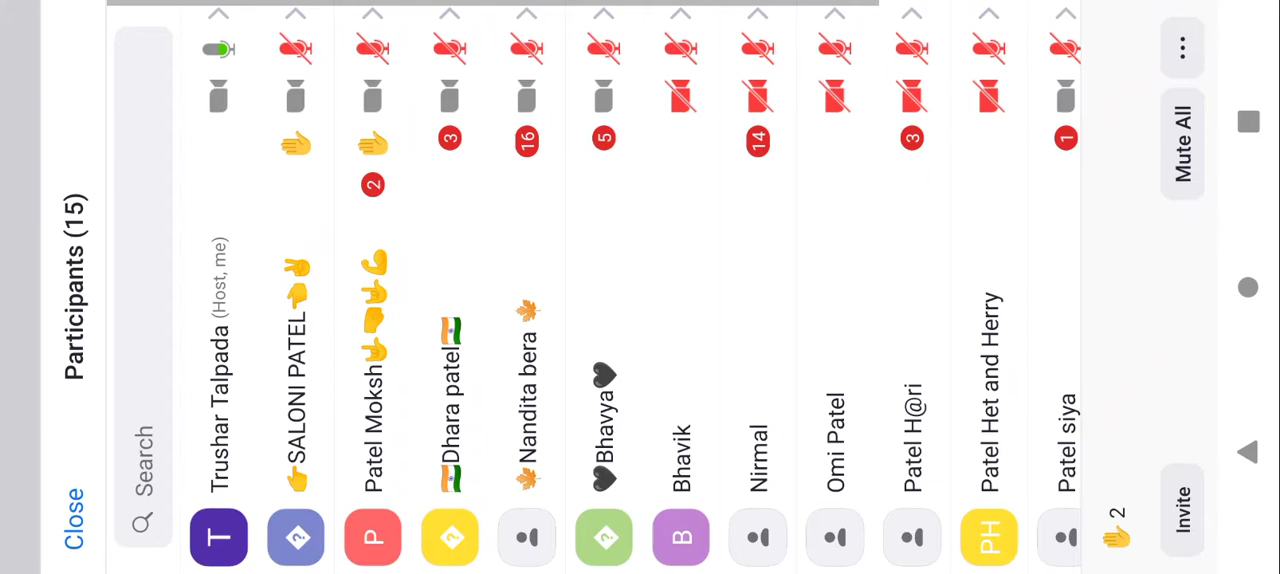 Close Participants (15)
Search
T Trushar Talpada (Host, me)
👉SALONI PATEL👈✌
P Patel Moksh🤟🤜🤟💪 2
🇮🇳Dhara patel🇮🇳 3
🍁Nandita bera 🍁 16
🖤Bhavya🖤 5
B Bhavik
Nirmal 14
Omi Patel
Patel H@ri 3
PH Patel Het and Herry
Patel siya 1
✋ 2
Invite Mute All ...